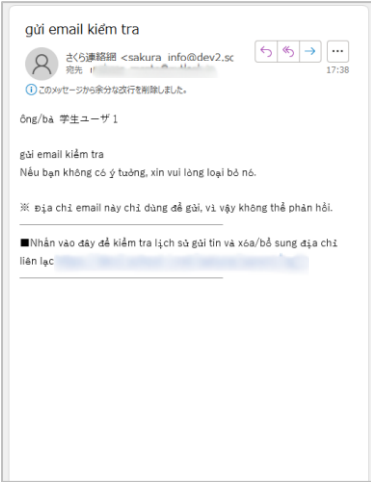 gửi email kiểm tra
さくら連絡網 <sakura_info@dev2.sc
宛先
17:38
このメッセージから余分な改行を削除しました。
ông/bà 学生ユーザ 1
gửi email kiểm tra
Nếu bạn không có ý tưởng, xin vui lòng loại bỏ nó.
※ Địa chỉ email này chỉ dùng để gửi, vì vậy không thể phản hồi.
■Nhấn vào đây để kiểm tra lịch sử gửi tin và xóa/bổ sung địa chỉ
liên lạc